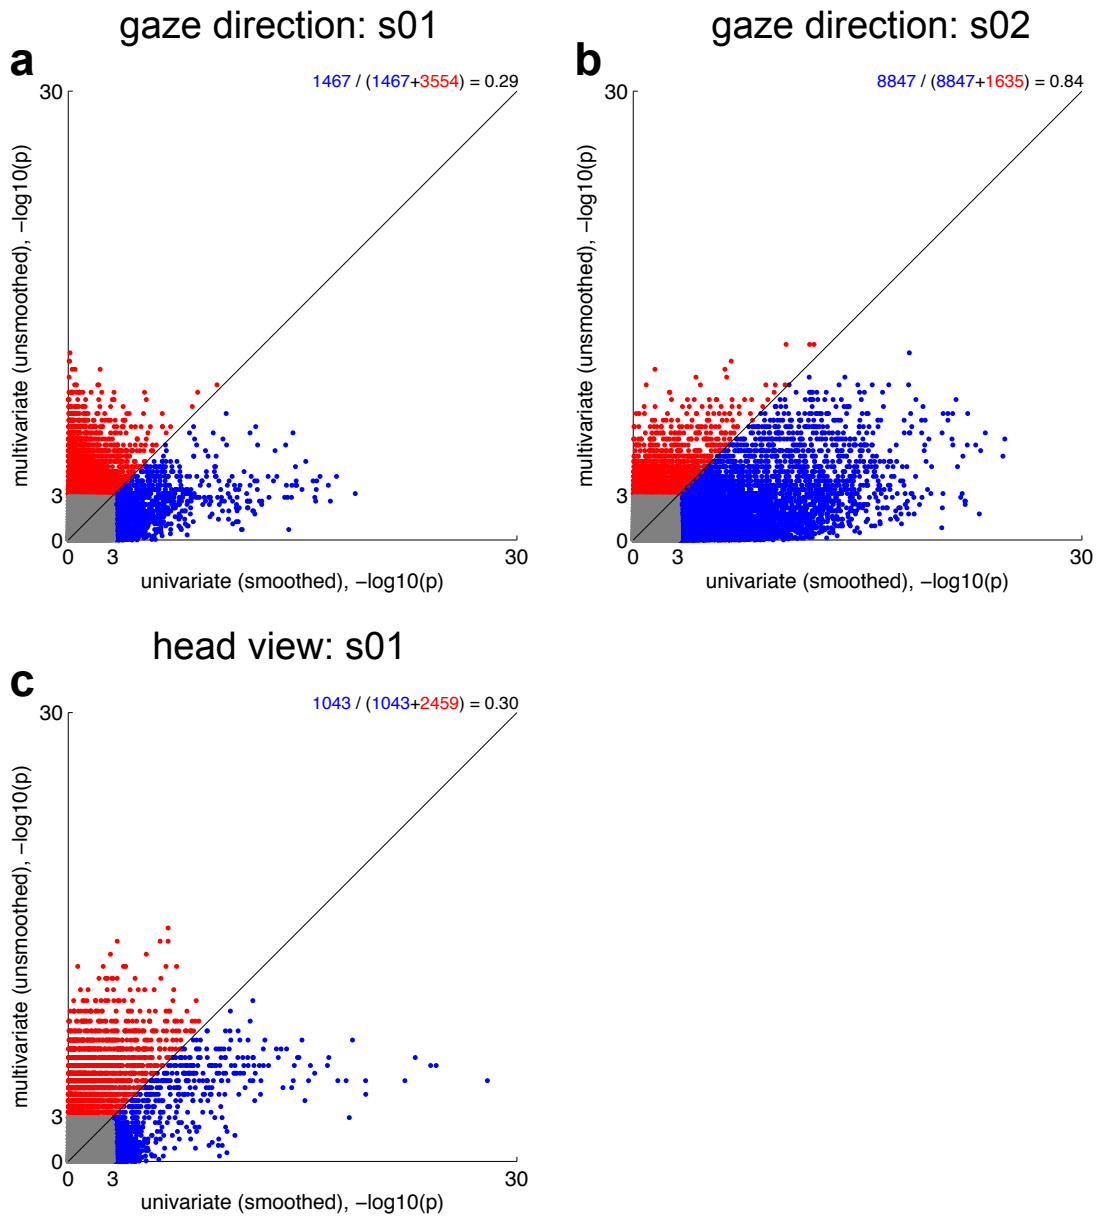 gaze direction: s01
a
1467 / (1467+3554) = 0.29
30
multivariate (unsmoothed), −log10(p)
3
0
0 3 30
univariate (smoothed), −log10(p)
gaze direction: s02
b
8847 / (8847+1635) = 0.84
30
multivariate (unsmoothed), −log10(p)
3
0
0 3 30
univariate (smoothed), −log10(p)
head view: s01
c
1043 / (1043+2459) = 0.30
30
multivariate (unsmoothed), −log10(p)
3
0
0 3 30
univariate (smoothed), −log10(p)